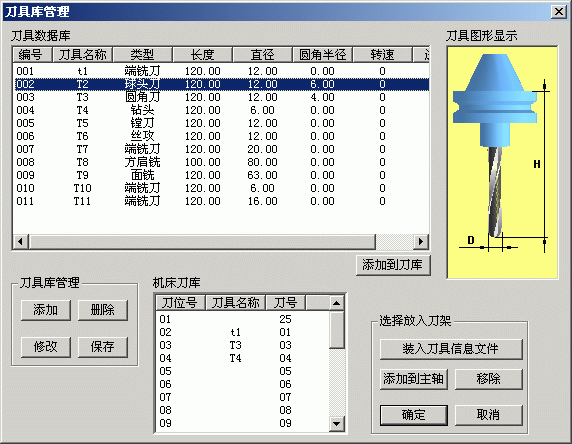 刀具库管理
刀具数据库
编号 刀具名称 类型 长度 直径 圆角半径 转速
001 t1 端铣刀 120.00 12.00 0.00 0
002 T2 球头刀 120.00 12.00 6.00 0
003 T3 圆角刀 120.00 12.00 4.00 0
004 T4 钻头 120.00 6.00 0.00 0
005 T5 镗刀 120.00 12.00 0.00 0
006 T6 丝攻 120.00 12.00 0.00 0
007 T7 端铣刀 120.00 20.00 0.00 0
008 T8 方肩铣 100.00 80.00 0.00 0
009 T9 面铣 120.00 63.00 0.00 0
010 T10 端铣刀 120.00 6.00 0.00 0
011 T11 端铣刀 120.00 16.00 0.00 0
添加到刀库
刀具图形显示
H
D
刀具库管理
添加 删除
修改 保存
机床刀库
刀位号 刀具名称 刀号
01 25
02 t1 01
03 T3 03
04 T4 04
05 05
06 06
07 07
08 08
09 09
选择放入刀架
装入刀具信息文件
添加到主轴 移除
确定 取消